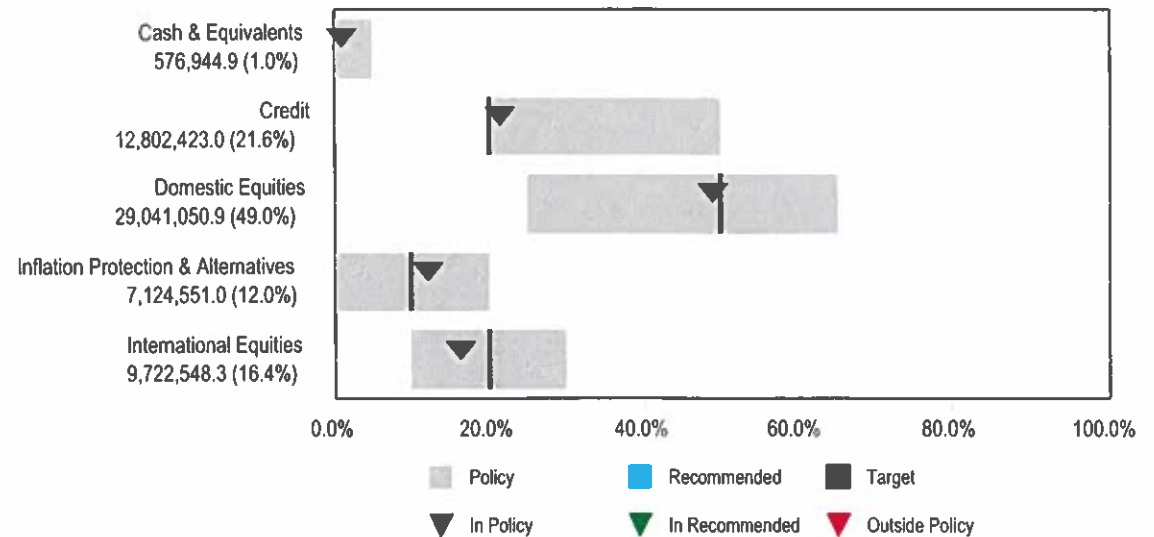 Cash & Equivalents
576,944.9 (1.0%)
Credit
12,802,423.0 (21.6%)
Domestic Equities
29,041,050.9 (49.0%)
Inflation Protection & Alternatives
7,124,551.0 (12.0%)
International Equities
9,722,548.3 (16.4%)
0.0% 20.0% 40.0% 60.0% 80.0% 100.0%
Policy Recommended Target
In Policy In Recommended Outside Policy